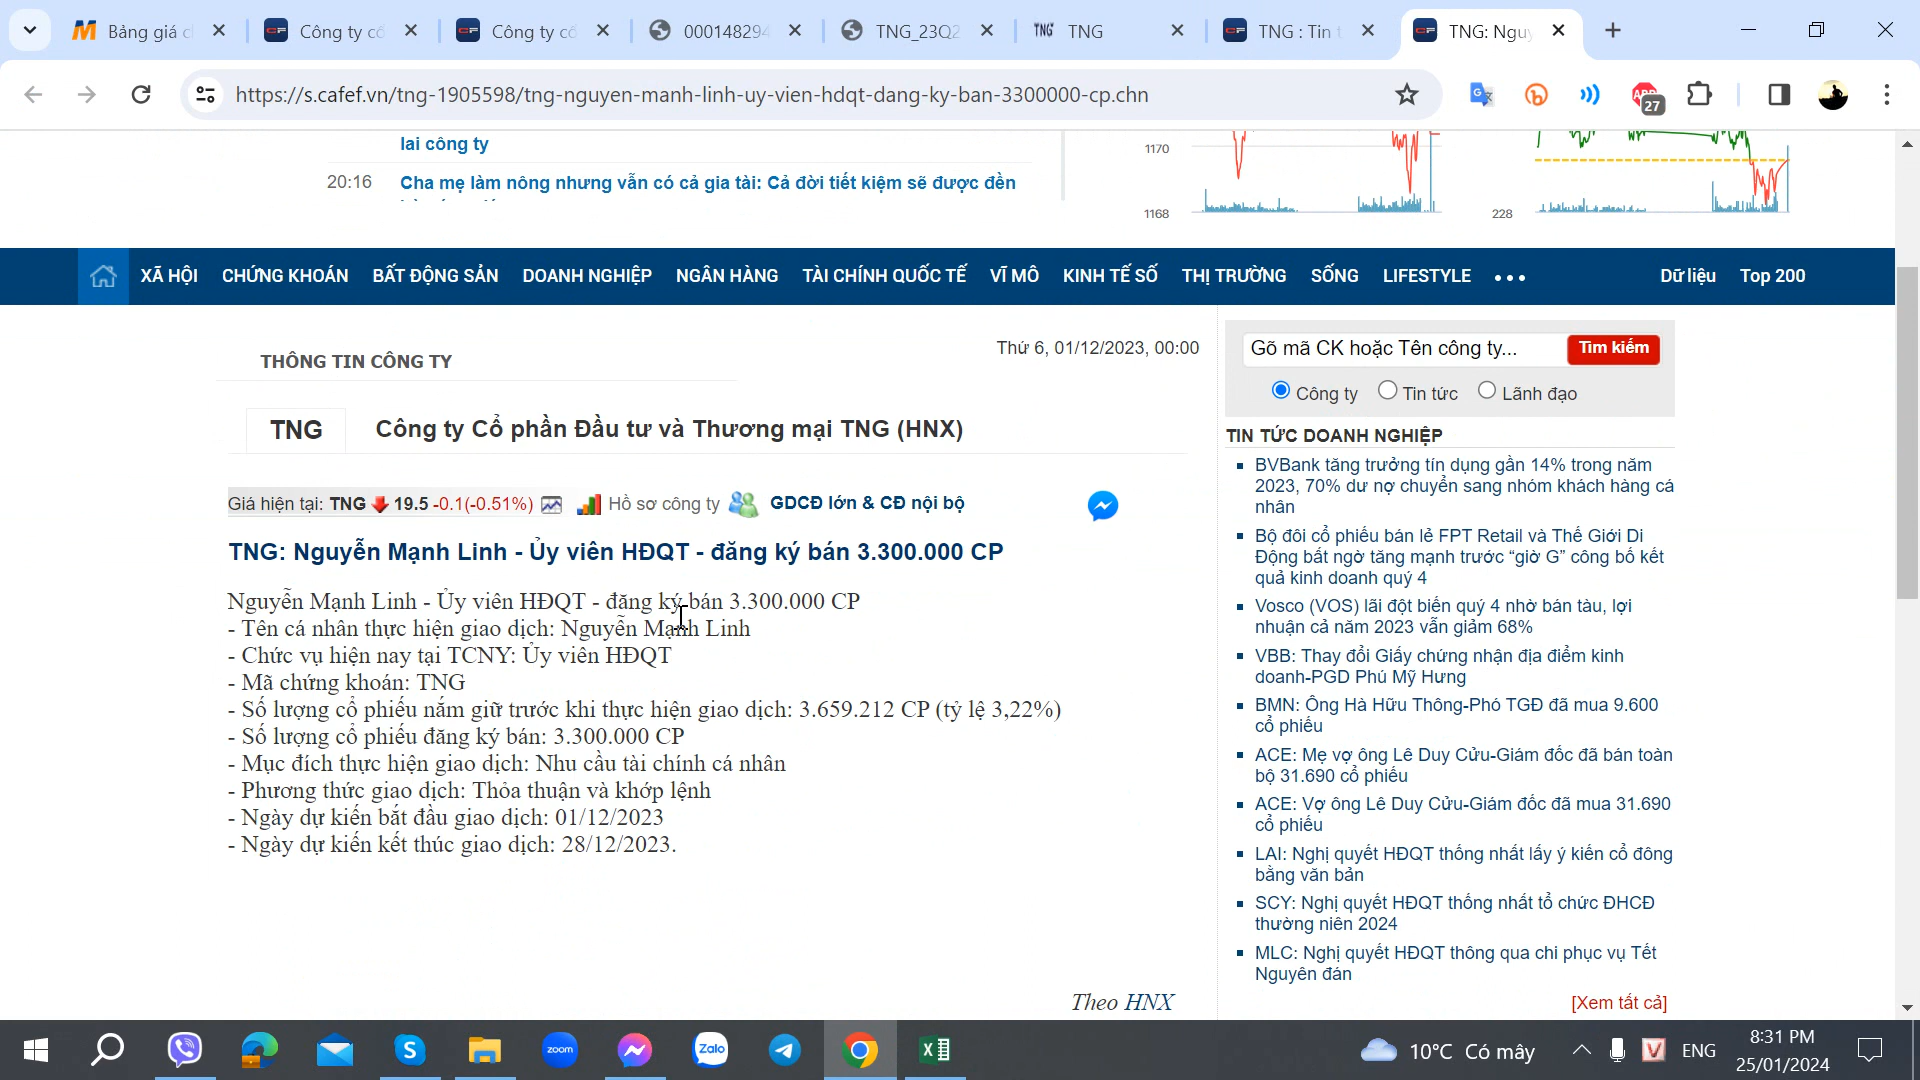 Bảng giá c
Công ty cổ
Công ty cổ
000148294
TNG_23Q2
TNG
TNG
TNG : Tin t
TNG: Nguy
https://s.cafef.vn/tng-1905598/tng-nguyen-manh-linh-uy-vien-hdqt-dang-ky-ban-3300000-cp.chn
ABP
27
lai công ty
20:16
Cha mẹ làm nông nhưng vẫn có cả gia tài: Cả đời tiết kiệm sẽ được đền
1170
1168
228
XÃ HỘI
CHỨNG KHOÁN
BẤT ĐỘNG SẢN
DOANH NGHIỆP
NGÂN HÀNG
TÀI CHÍNH QUỐC TẾ
VĨ MÔ
KINH TẾ SỐ
THỊ TRƯỜNG
SỐNG
LIFESTYLE
Dữ liệu
Top 200
THÔNG TIN CÔNG TY
Thứ 6, 01/12/2023, 00:00
TNG
Công ty Cổ phần Đầu tư và Thương mại TNG (HNX)
Giá hiện tại: TNG 19.5 -0.1(-0.51%)
Hồ sơ công ty
GDCĐ lớn & CĐ nội bộ
TNG: Nguyễn Mạnh Linh - Ủy viên HĐQT - đăng ký bán 3.300.000 CP
Nguyễn Mạnh Linh - Ủy viên HĐQT - đăng ký bán 3.300.000 CP
- Tên cá nhân thực hiện giao dịch: Nguyễn Mạnh Linh
- Chức vụ hiện nay tại TCNY: Ủy viên HĐQT
- Mã chứng khoán: TNG
- Số lượng cổ phiếu nắm giữ trước khi thực hiện giao dịch: 3.659.212 CP (tỷ lệ 3,22%)
- Số lượng cổ phiếu đăng ký bán: 3.300.000 CP
- Mục đích thực hiện giao dịch: Nhu cầu tài chính cá nhân
- Phương thức giao dịch: Thỏa thuận và khớp lệnh
- Ngày dự kiến bắt đầu giao dịch: 01/12/2023
- Ngày dự kiến kết thúc giao dịch: 28/12/2023.
Theo HNX
Gõ mã CK hoặc Tên công ty...
Tìm kiếm
Công ty
Tin tức
Lãnh đạo
TIN TỨC DOANH NGHIỆP
BVBank tăng trưởng tín dụng gần 14% trong năm
2023, 70% dư nợ chuyển sang nhóm khách hàng cá
nhân
Bộ đôi cổ phiếu bán lẻ FPT Retail và Thế Giới Di
Động bất ngờ tăng mạnh trước “giờ G” công bố kết
quả kinh doanh quý 4
Vosco (VOS) lãi đột biến quý 4 nhờ bán tàu, lợi
nhuận cả năm 2023 vẫn giảm 68%
VBB: Thay đổi Giấy chứng nhận địa điểm kinh
doanh-PGD Phú Mỹ Hưng
BMN: Ông Hà Hữu Thông-Phó TGĐ đã mua 9.600
cổ phiếu
ACE: Mẹ vợ ông Lê Duy Cửu-Giám đốc đã bán toàn
bộ 31.690 cổ phiếu
ACE: Vợ ông Lê Duy Cửu-Giám đốc đã mua 31.690
cổ phiếu
LAI: Nghị quyết HĐQT thống nhất lấy ý kiến cổ đông
bằng văn bản
SCY: Nghị quyết HĐQT thống nhất tổ chức ĐHCĐ
thường niên 2024
MLC: Nghị quyết HĐQT thông qua chi phục vụ Tết
Nguyên đán
[Xem tất cả]
zoom
Zalo
10°C Có mây
ENG
8:31 PM
25/01/2024